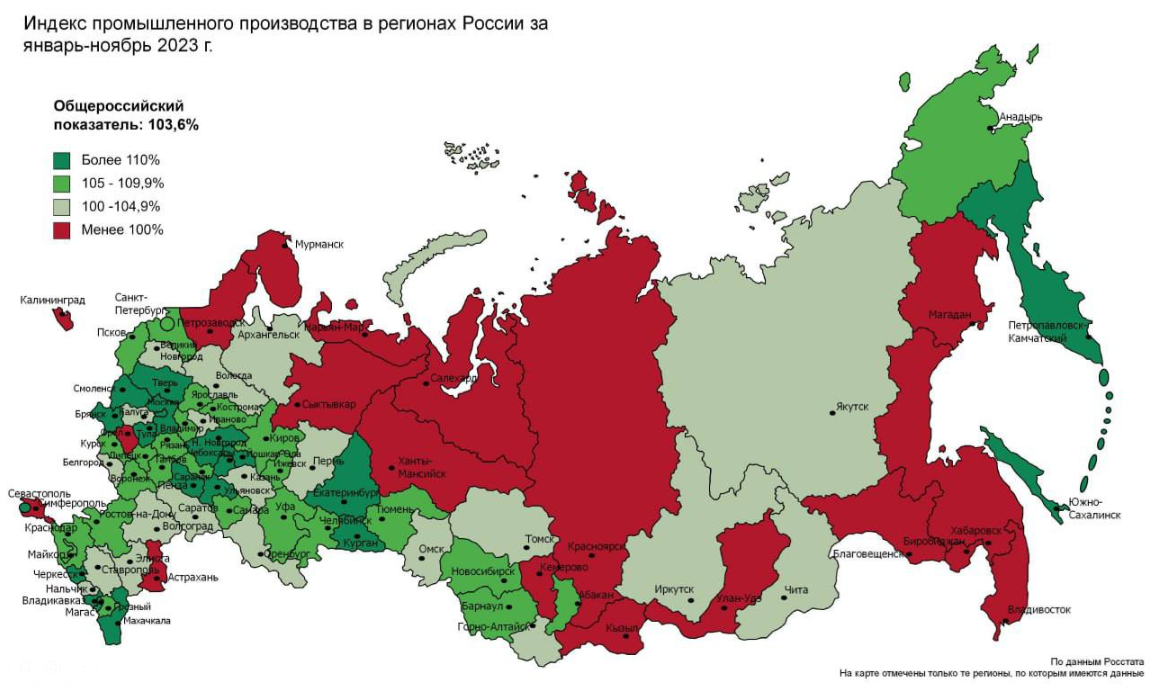 Индекс промышленного производства в регионах России за
январь-ноябрь 2023 г.
Общероссийский
показатель: 103,6%
Более 110%
105 - 109,9%
100 -104,9%
Менее 100%
Анадырь
Мурманск
Калининград
Санкт-
Петербург
Петрозаводск
Псков
Архангельск
Нарьян-Мар
Магадан
Петропавловск-
Камчатский
Великий
Новгород
Вологда
Салехард
Смоленск
Тверь
Ярославль
Москва
Кострома
Сыктывкар
Якутск
Брянск
Калуга
Иваново
Владимир
Орел
Тула
Киров
Курск
Рязань
Н. Новгород
Чебоксары
Йошкар-Ола
Липецк
Тамбов
Ижевск
Пермь
Ханты-
Мансийск
Белгород
Воронеж
Саранск
Казань
Пенза
Ульяновск
Екатеринбург
Севастополь
Симферополь
Саратов
Самара
Уфа
Тюмень
Южно-
Сахалинск
Ростов-на-Дону
Краснодар
Волгоград
Челябинск
Курган
Хабаровск
Биробиджан
Майкоп
Элиста
Оренбург
Омск
Томск
Красноярск
Благовещенск
Ставрополь
Черкесск
Астрахань
Новосибирск
Кемерово
Нальчик
Иркутск
Чита
Улан-Удэ
Абакан
Владикавказ
Грозный
Магас
Барнаул
Владивосток
Махачкала
Горно-Алтайск
Кызыл
По данным Росстата
На карте отмечены только те регионы, по которым имеются данные